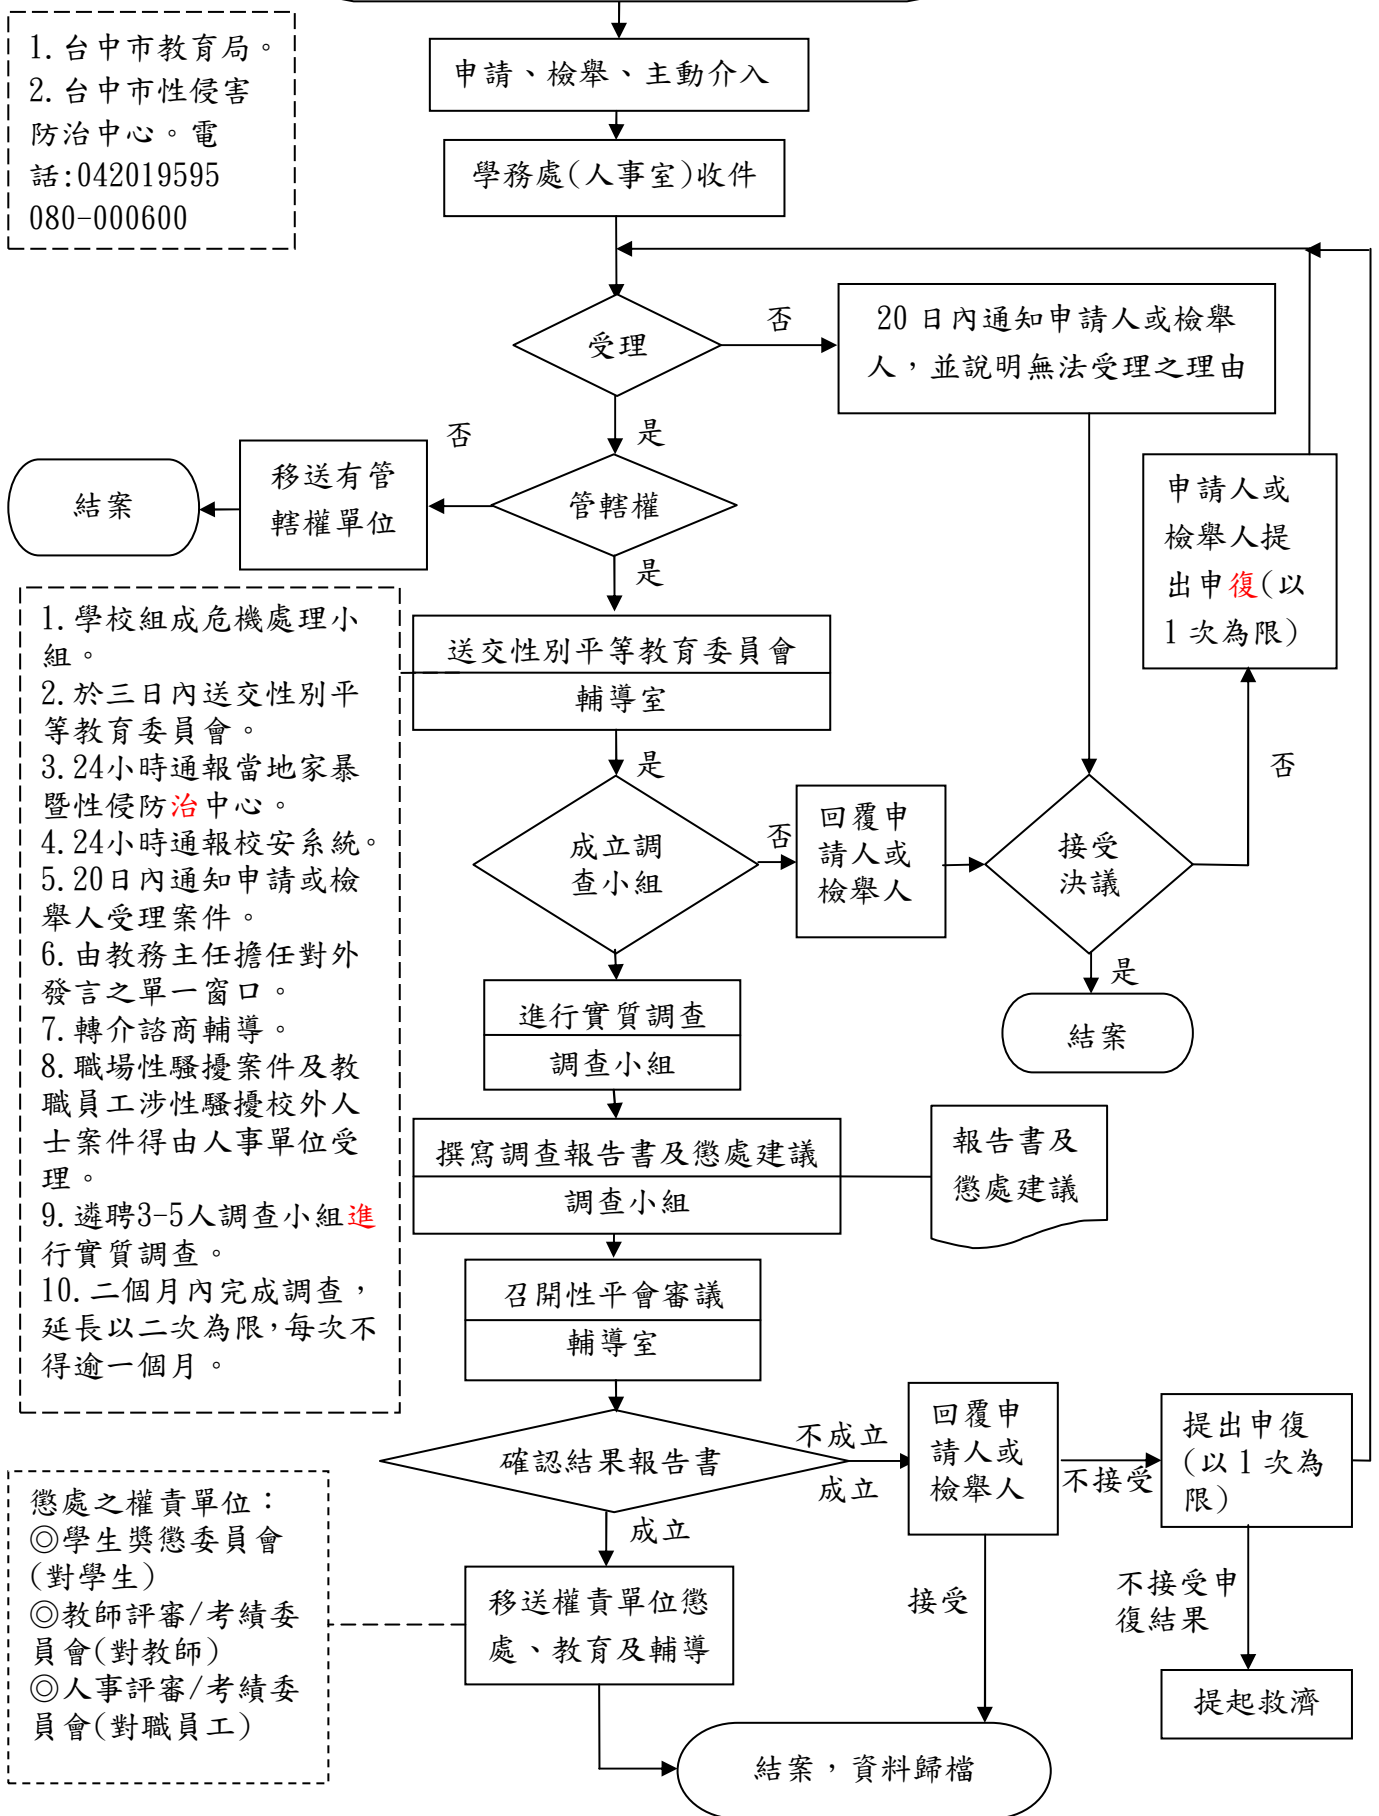 1. 台中市教育局。
2. 台中市性侵害
防治中心。電
話:042019595
080-000600
申請、檢舉、主動介入
學務處(人事室)收件
受理
否
20 日內通知申請人或檢舉
人，並說明無法受理之理由
是
管轄權
否
移送有管
轄權單位
結案
是
申請人或
檢舉人提
出申復(以
1 次為限)
1. 學校組成危機處理小
組。
2. 於三日內送交性別平
等教育委員會。
3. 24小時通報當地家暴
暨性侵防治中心。
4. 24小時通報校安系統。
5. 20日內通知申請或檢
舉人受理案件。
6. 由教務主任擔任對外
發言之單一窗口。
7. 轉介諮商輔導。
8. 職場性騷擾案件及教
職員工涉性騷擾校外人
士案件得由人事單位受
理。
9. 遴聘3-5人調查小組進
行實質調查。
10. 二個月內完成調查，
延長以二次為限，每次不
得逾一個月。
送交性別平等教育委員會
輔導室
是
成立調
查小組
否
回覆申
請人或
檢舉人
接受
決議
否
是
結案
進行實質調查
調查小組
撰寫調查報告書及懲處建議
調查小組
報告書及
懲處建議
召開性平會審議
輔導室
確認結果報告書
不成立
成立
回覆申
請人或
檢舉人
不接受
提出申復
(以 1 次為
限)
成立
懲處之權責單位：
◎學生獎懲委員會
(對學生)
◎教師評審/考績委
員會(對教師)
◎人事評審/考績委
員會(對職員工)
移送權責單位懲
處、教育及輔導
接受
不接受申
復結果
提起救濟
結案，資料歸檔